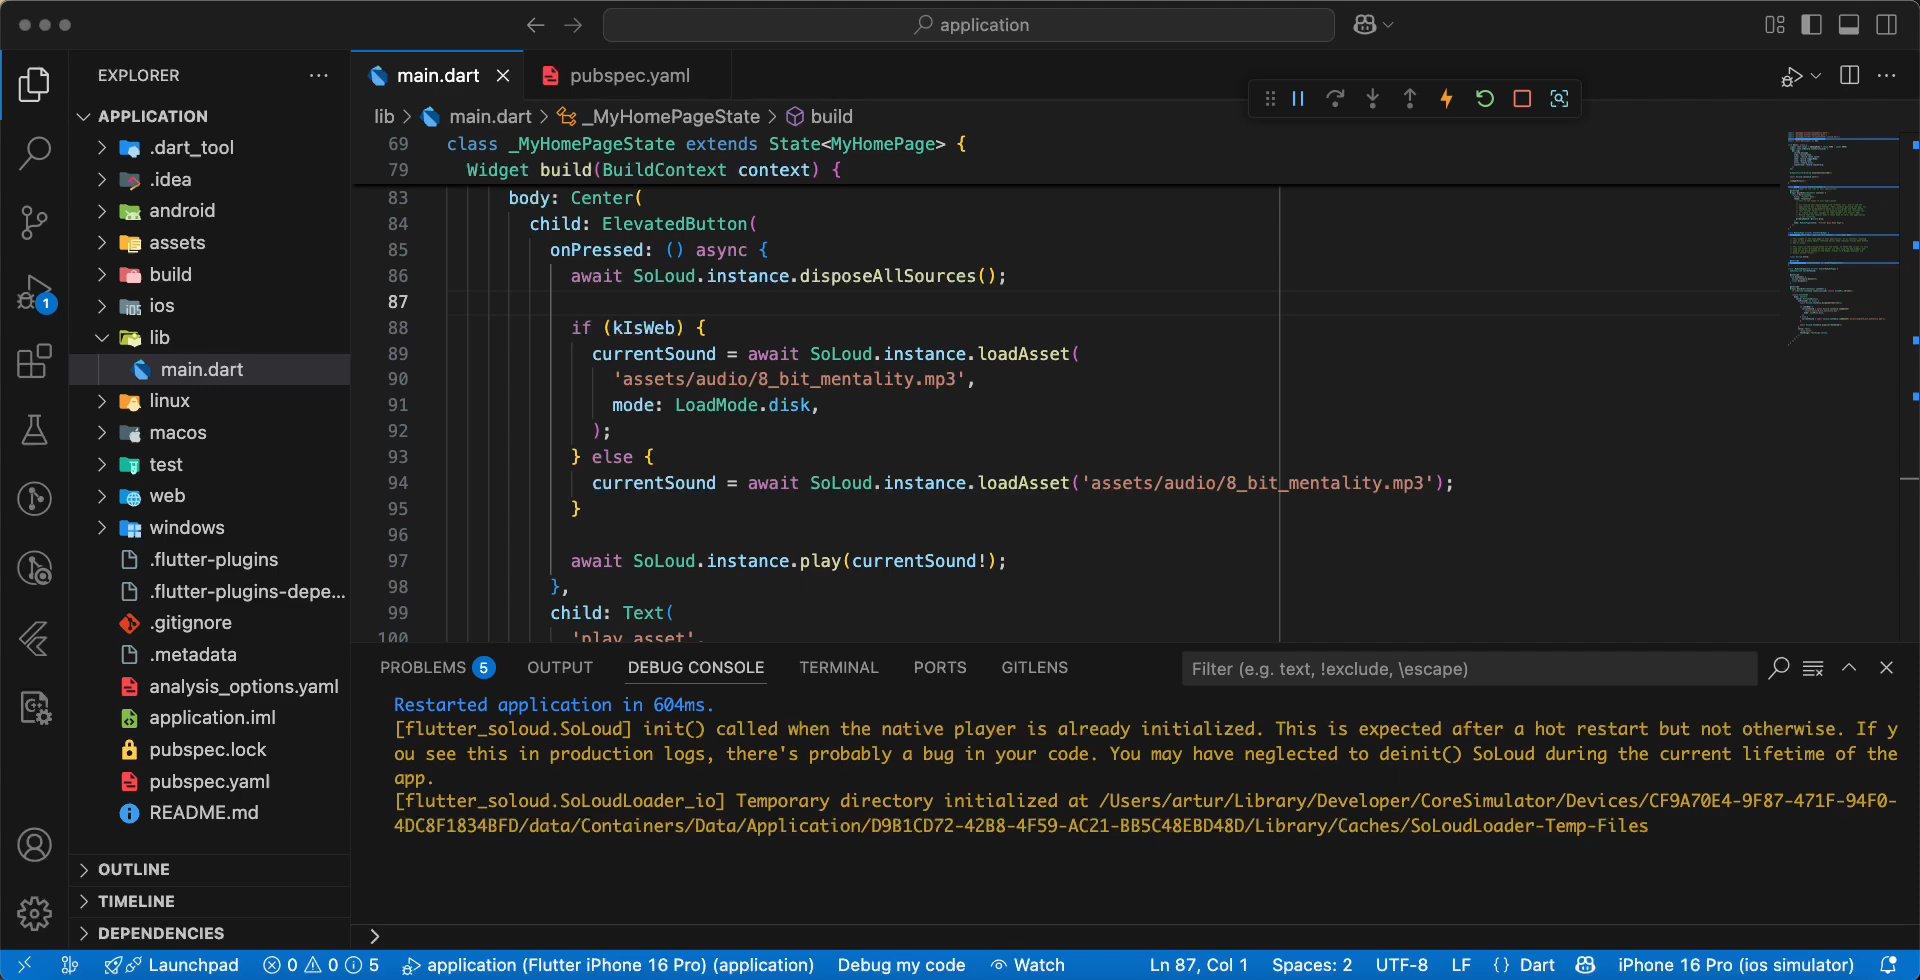 application
EXPLORER
main.dart
pubspec.yaml
APPLICATION
lib > main.dart > _MyHomePageState > build
.dart_tool
.idea
android
assets
build
ios
lib
main.dart
linux
macos
test
web
windows
.flutter-plugins
.flutter-plugins-depe...
.gitignore
.metadata
analysis_options.yaml
application.iml
pubspec.lock
pubspec.yaml
README.md
OUTLINE
TIMELINE
DEPENDENCIES
1
69 class _MyHomePageState extends State<MyHomePage> {
79 Widget build(BuildContext context) {
83 body: Center(
84 child: ElevatedButton(
85 onPressed: () async {
86 await SoLoud.instance.disposeAllSources();
87
88 if (kIsWeb) {
89 currentSound = await SoLoud.instance.loadAsset(
90 'assets/audio/8_bit_mentality.mp3',
91 mode: LoadMode.disk,
92 );
93 } else {
94 currentSound = await SoLoud.instance.loadAsset('assets/audio/8_bit_mentality.mp3');
95 }
96
97 await SoLoud.instance.play(currentSound!);
98 },
99 child: Text(
100 'play asset',
PROBLEMS 5 OUTPUT DEBUG CONSOLE TERMINAL PORTS GITLENS
Filter (e.g. text, !exclude, \escape)
Restarted application in 604ms.
[flutter_soloud.SoLoud] init() called when the native player is already initialized. This is expected after a hot restart but not otherwise. If y
ou see this in production logs, there's probably a bug in your code. You may have neglected to deinit() SoLoud during the current lifetime of the
app.
[flutter_soloud.SoLoudLoader_io] Temporary directory initialized at /Users/artur/Library/Developer/CoreSimulator/Devices/CF9A70E4-9F87-471F-94F0-
4DC8F1834BFD/data/Containers/Data/Application/D9B1CD72-42B8-4F59-AC21-BB5C48EBD48D/Library/Caches/SoLoudLoader-Temp-Files
Launchpad 0 0 5 application (Flutter iPhone 16 Pro) (application) Debug my code Watch Ln 87, Col 1 Spaces: 2 UTF-8 LF {} Dart iPhone 16 Pro (ios simulator)